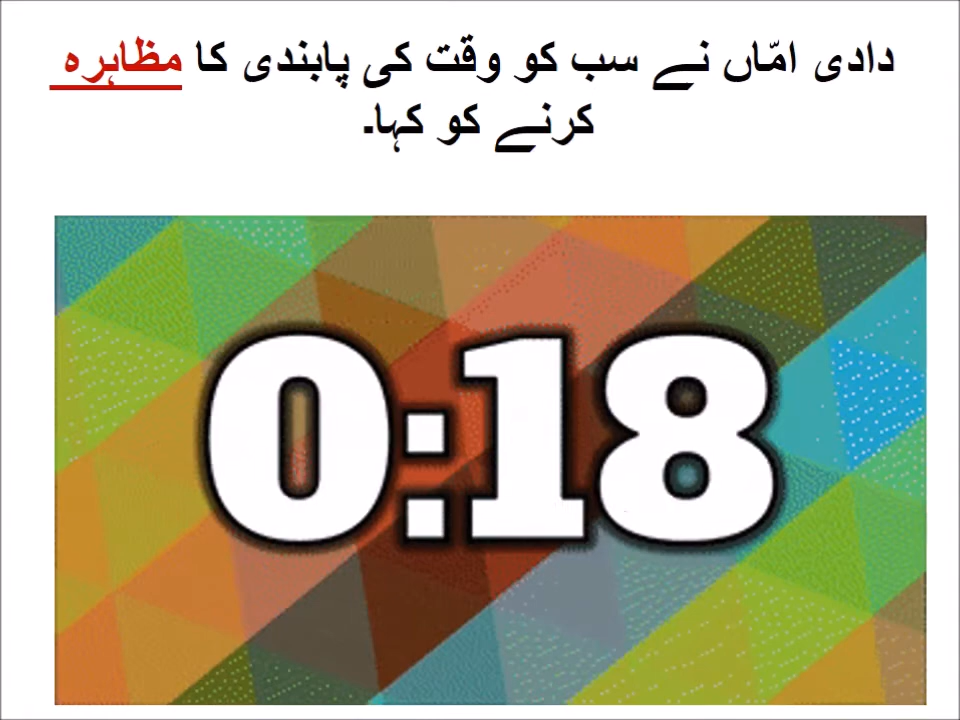 دادی امّاں نے سب کو وقت کی پابندی کا مظاہرہ
کرنے کو کہا۔
0:18